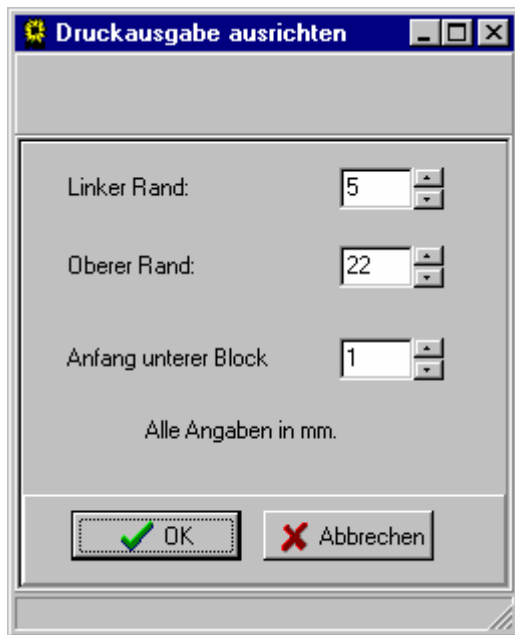 Druckausgabe ausrichten
Linker Rand: 5
Oberer Rand: 22
Anfang unterer Block 1
Alle Angaben in mm.
OK Abbrechen